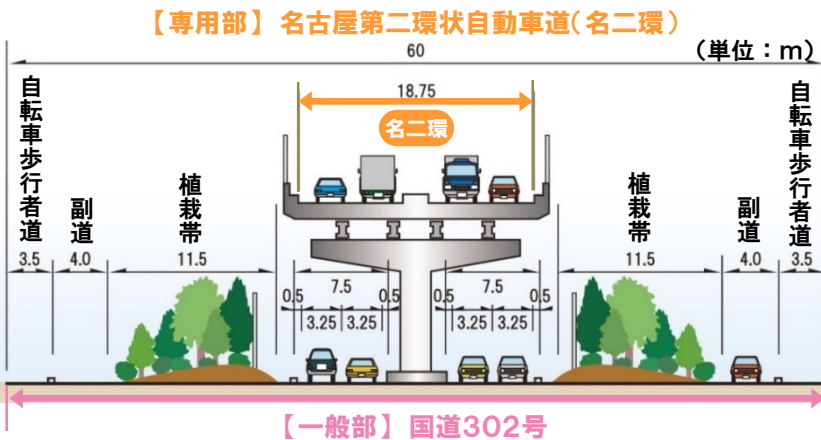 【専用部】名古屋第二環状自動車道(名二環)
60
(単位：m)
18.75
名二環
自転車歩行者道
副道
植栽帯
植栽帯
副道
自転車歩行者道
3.5
4.0
11.5
11.5
4.0
3.5
7.5
7.5
0.5
0.5
0.5
0.5
3.25
3.25
3.25
3.25
【一般部】国道302号